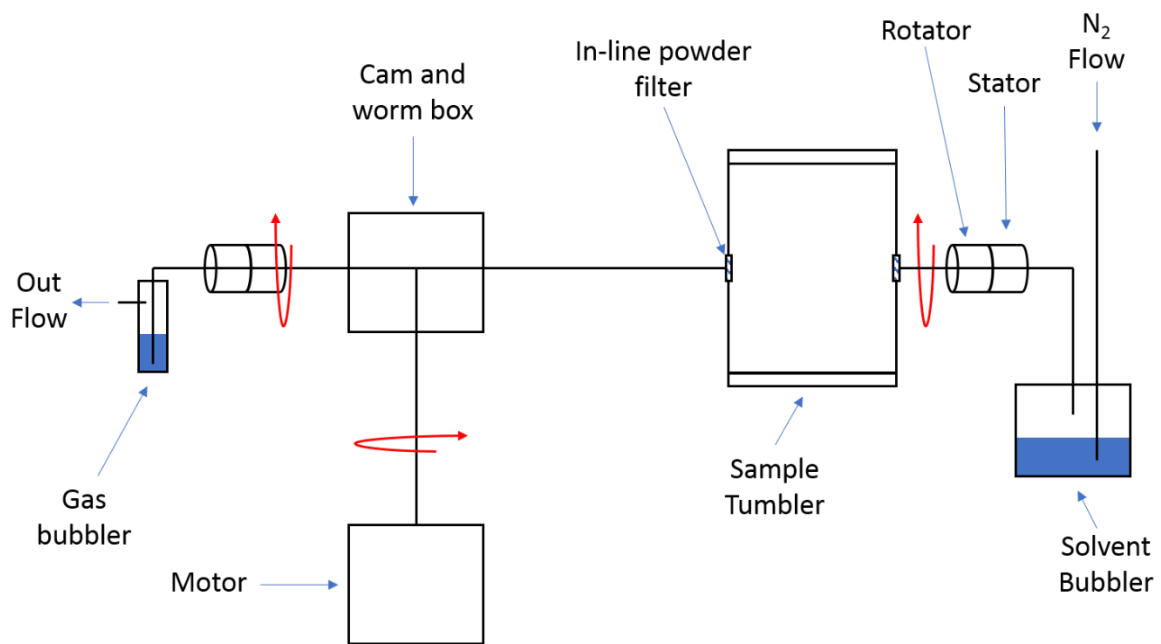 Cam and
worm box
In-line powder
filter
Rotator
Stator
N₂
Flow
Out
Flow
Gas
bubbler
Motor
Sample
Tumbler
Solvent
Bubbler